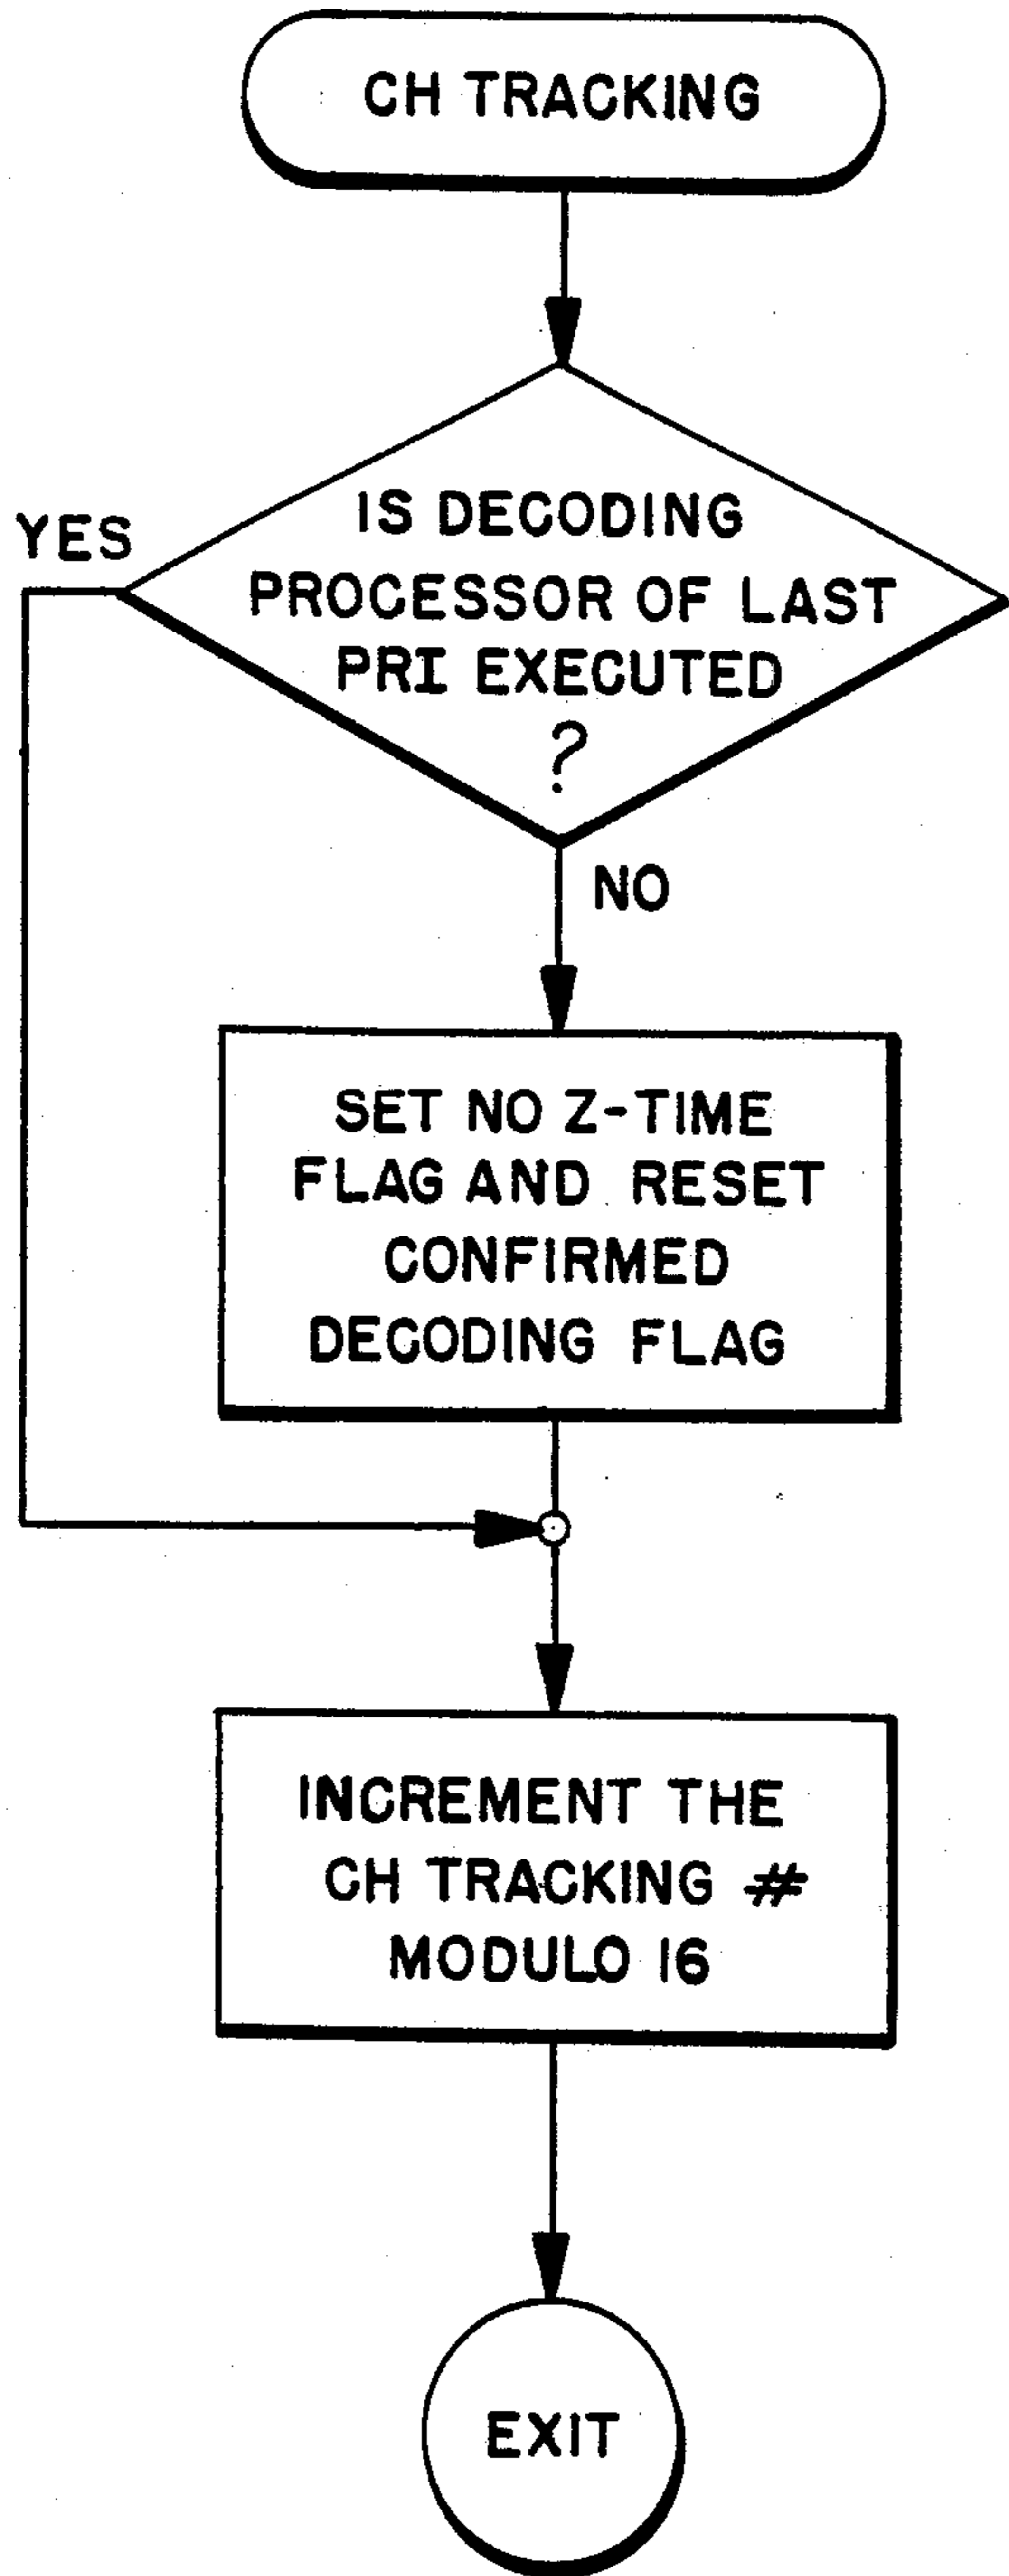 CH TRACKING
IS DECODING
PROCESSOR OF LAST
PRI EXECUTED
?
YES
NO
SET NO Z-TIME
FLAG AND RESET
CONFIRMED
DECODING FLAG
INCREMENT THE
CH TRACKING #
MODULO 16
EXIT